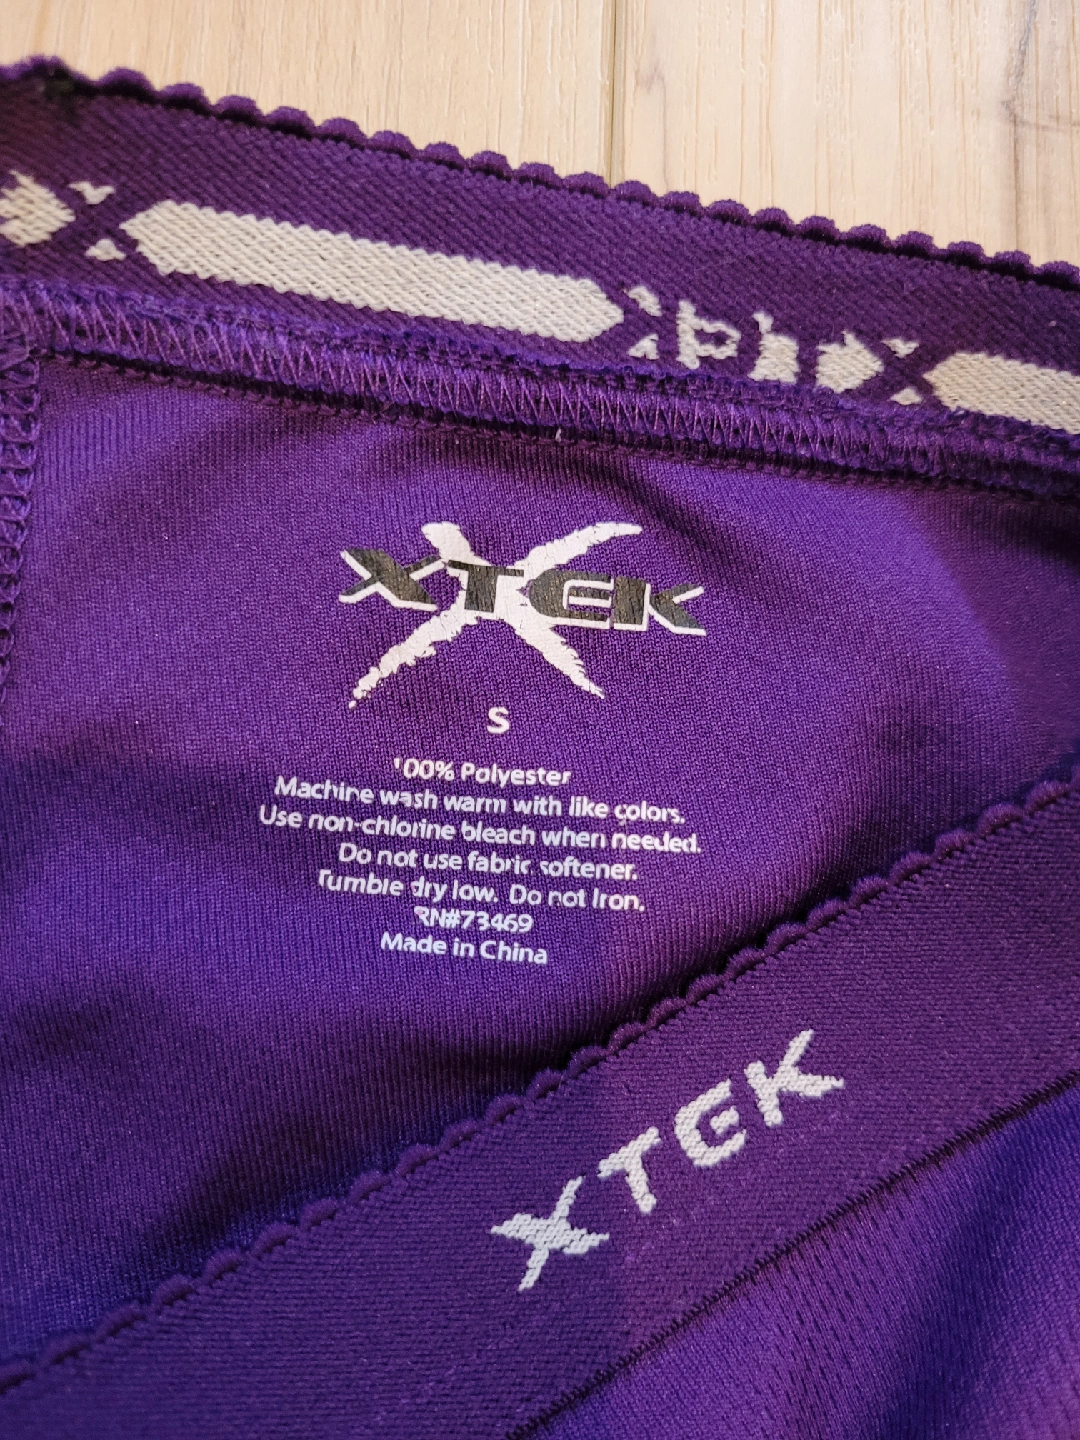 XTEK
S
100% Polyester
Machine wash warm with like colors.
Use non-chlorine bleach when needed.
Do not use fabric softener.
Tumble dry low. Do not Iron.
RN#73469
Made in China
XTEK